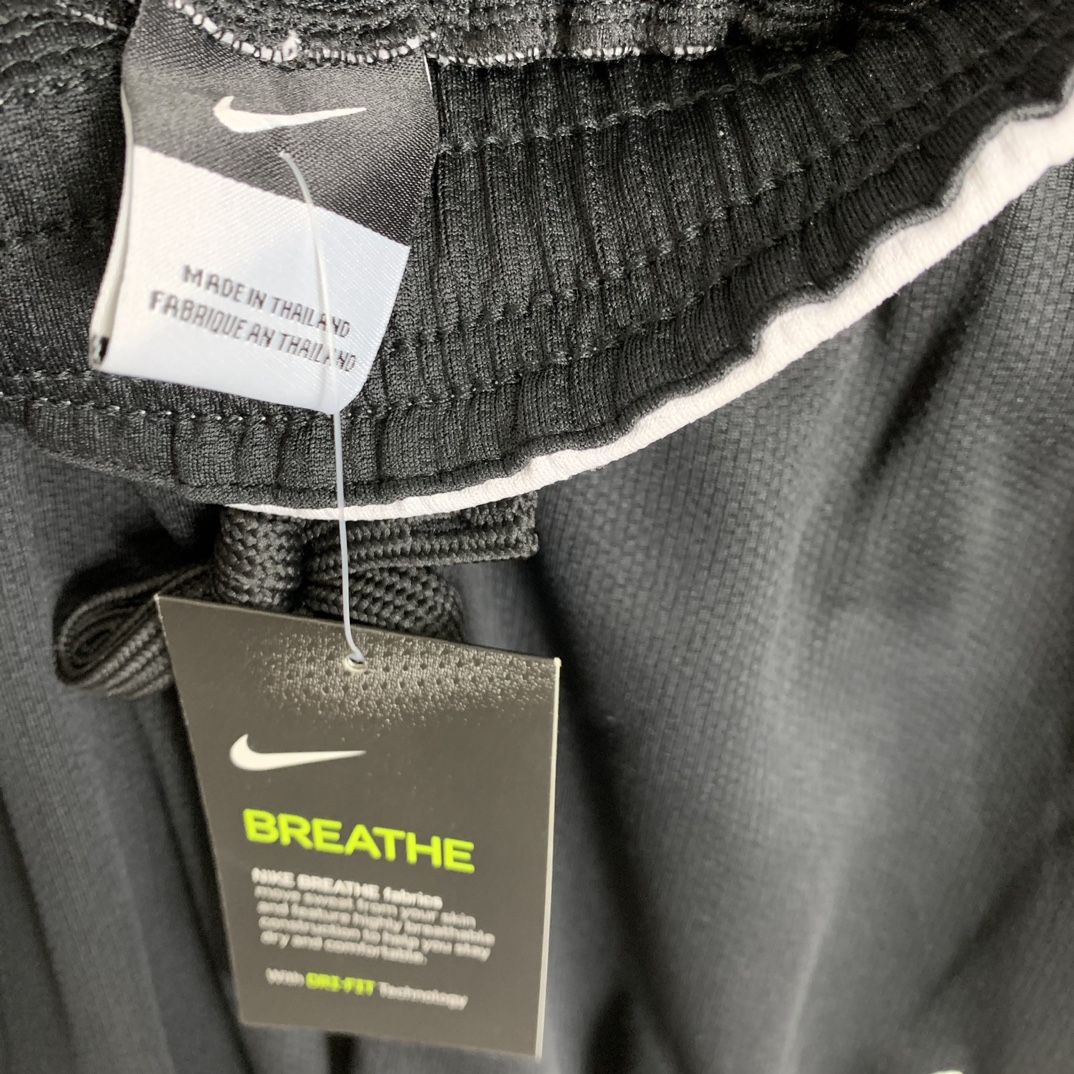 MADE IN THAILAND
FABRIQUE AN THAILAND
BREATHE
NIKE BREATHE fabrics
move sweat from your skin
and feature highly breathable
construction to help you stay
dry and comfortable.
With DRI-FIT Technology